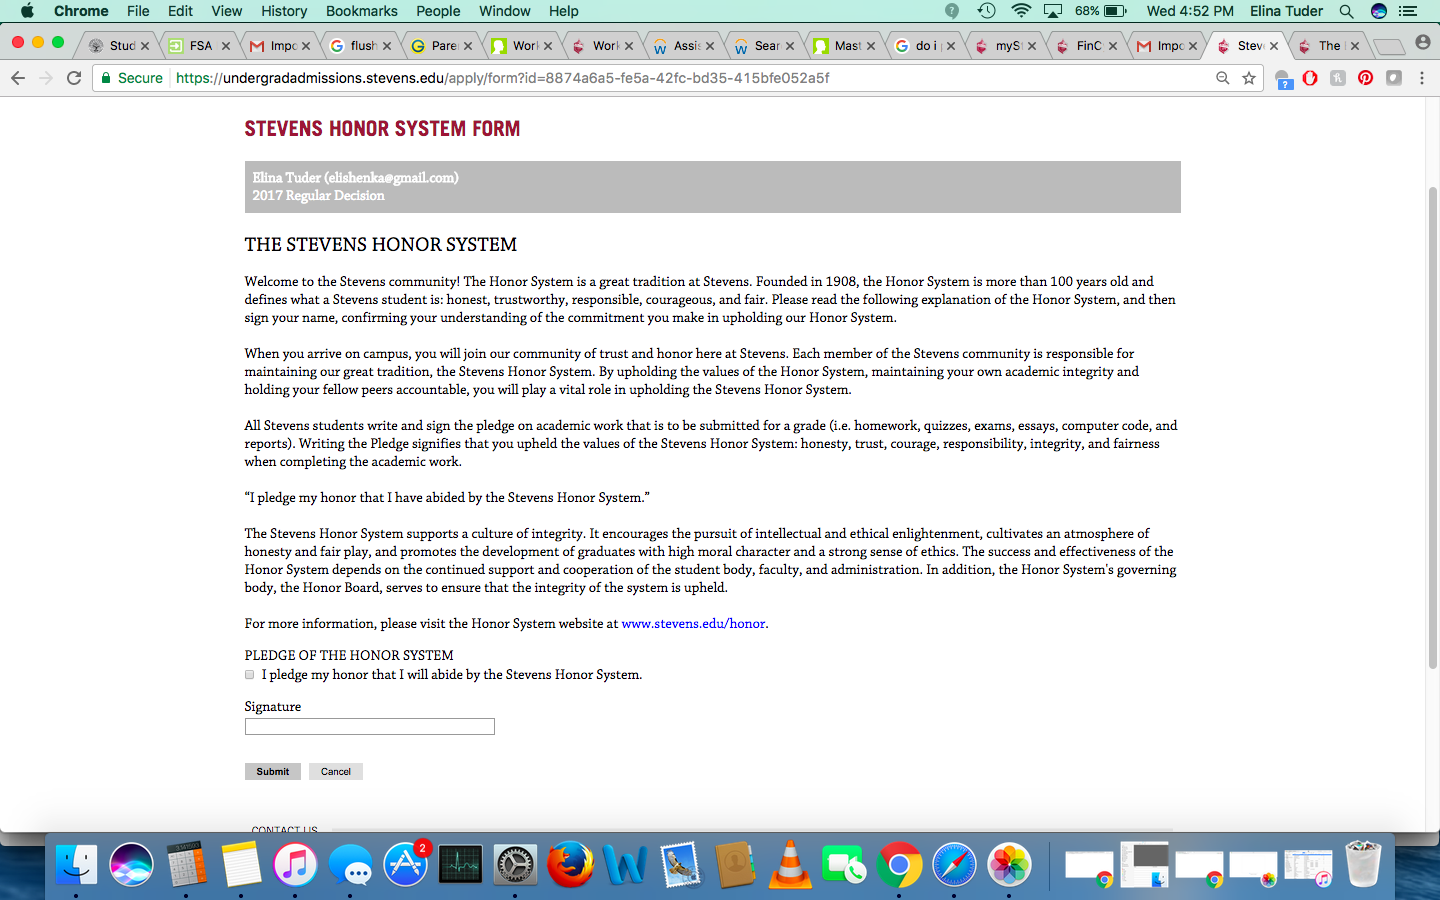 Chrome File Edit View History Bookmarks People Window Help 68% Wed 4:52 PM Elina Tuder
Stud FSA Impo flush Pare Work Work Assis Sear Mast do i mySt FinC Impo Steve The
Secure https://undergradadmissions.stevens.edu/apply/form?id=8874a6a5-fe5a-42fc-bd35-415bfe052a5f
STEVENS HONOR SYSTEM FORM
Elina Tuder (elishenka@gmail.com)
2017 Regular Decision
THE STEVENS HONOR SYSTEM
Welcome to the Stevens community! The Honor System is a great tradition at Stevens. Founded in 1908, the Honor System is more than 100 years old and
defines what a Stevens student is: honest, trustworthy, responsible, courageous, and fair. Please read the following explanation of the Honor System, and then
sign your name, confirming your understanding of the commitment you make in upholding our Honor System.
When you arrive on campus, you will join our community of trust and honor here at Stevens. Each member of the Stevens community is responsible for
maintaining our great tradition, the Stevens Honor System. By upholding the values of the Honor System, maintaining your own academic integrity and
holding your fellow peers accountable, you will play a vital role in upholding the Stevens Honor System.
All Stevens students write and sign the pledge on academic work that is to be submitted for a grade (i.e. homework, quizzes, exams, essays, computer code, and
reports). Writing the Pledge signifies that you upheld the values of the Stevens Honor System: honesty, trust, courage, responsibility, integrity, and fairness
when completing the academic work.
“I pledge my honor that I have abided by the Stevens Honor System.”
The Stevens Honor System supports a culture of integrity. It encourages the pursuit of intellectual and ethical enlightenment, cultivates an atmosphere of
honesty and fair play, and promotes the development of graduates with high moral character and a strong sense of ethics. The success and effectiveness of the
Honor System depends on the continued support and cooperation of the student body, faculty, and administration. In addition, the Honor System's governing
body, the Honor Board, serves to ensure that the integrity of the system is upheld.
For more information, please visit the Honor System website at www.stevens.edu/honor.
PLEDGE OF THE HONOR SYSTEM
I pledge my honor that I will abide by the Stevens Honor System.
Signature
Submit Cancel
CONTACT US
2